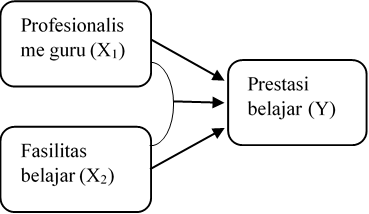 Profesionalis
me guru (X₁)
Prestasi
belajar (Y)
Fasilitas
belajar (X₂)